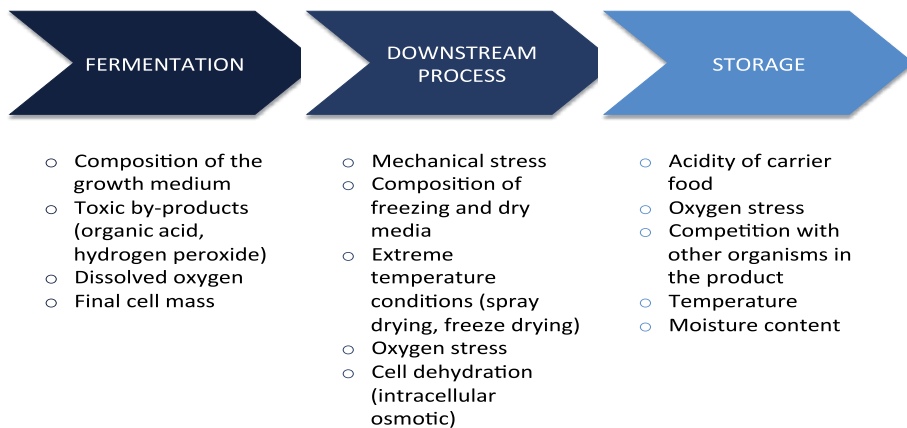 FERMENTATION
DOWNSTREAM
PROCESS
STORAGE
○ Composition of the
growth medium
○ Toxic by-products
(organic acid,
hydrogen peroxide)
○ Dissolved oxygen
○ Final cell mass
○ Mechanical stress
○ Composition of
freezing and dry
media
○ Extreme
temperature
conditions (spray
drying, freeze drying)
○ Oxygen stress
○ Cell dehydration
(intracellular
osmotic)
○ Acidity of carrier
food
○ Oxygen stress
○ Competition with
other organisms in
the product
○ Temperature
○ Moisture content